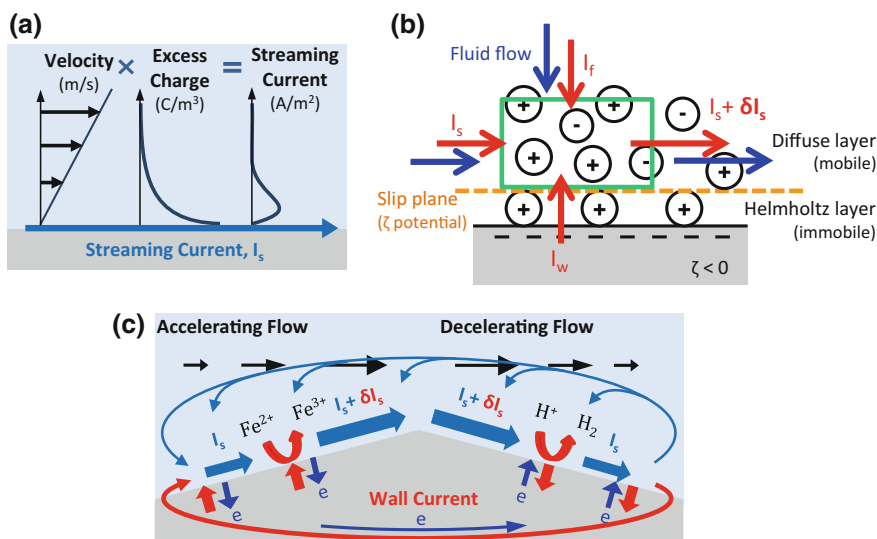 (a)
Velocity × Excess Charge = Streaming Current
(m/s) (C/m³) (A/m²)
Streaming Current, Iₛ
(b)
Fluid flow
I_f
Iₛ
Iₛ+ δIₛ
+ + -
-
+ + - +
Diffuse layer
(mobile)
Slip plane
(ζ potential)
+ + +
Helmholtz layer
(immobile)
I_w
ζ < 0
(c)
Accelerating Flow Decelerating Flow
Iₛ Fe²⁺ Fe³⁺ Iₛ+ δIₛ Iₛ+ δIₛ H⁺ H₂ Iₛ
e e e e
Wall Current
e